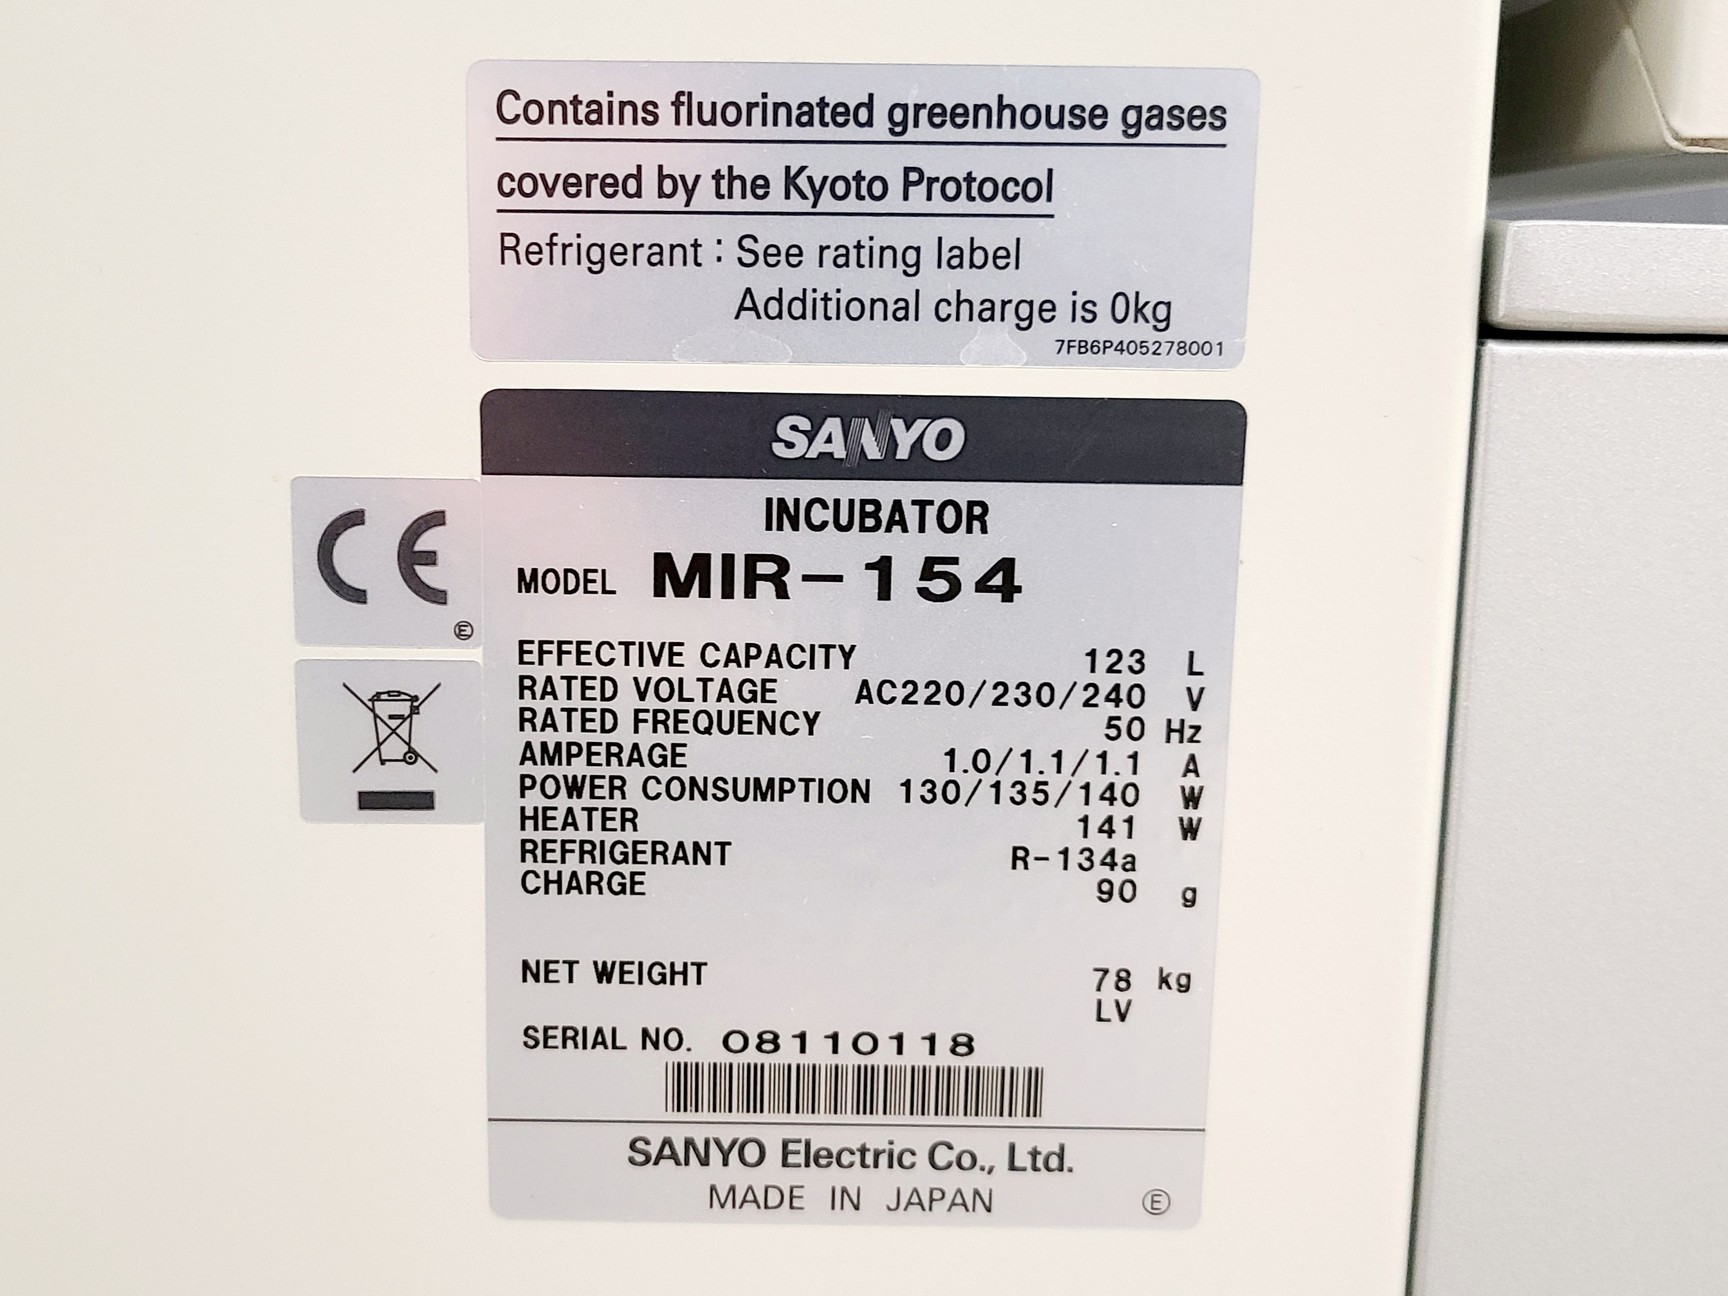 Contains fluorinated greenhouse gases
covered by the Kyoto Protocol
Refrigerant : See rating label
Additional charge is 0kg
7FB6P405278001
SANYO
INCUBATOR
MODEL MIR-154
CE
Ⓔ
EFFECTIVE CAPACITY 123 L
RATED VOLTAGE AC220/230/240 V
RATED FREQUENCY 50 Hz
AMPERAGE 1.0/1.1/1.1 A
POWER CONSUMPTION 130/135/140 W
HEATER 141 W
REFRIGERANT R-134a
CHARGE 90 g
NET WEIGHT 78 kg
LV
SERIAL NO. 08110118
SANYO Electric Co., Ltd.
MADE IN JAPAN Ⓔ